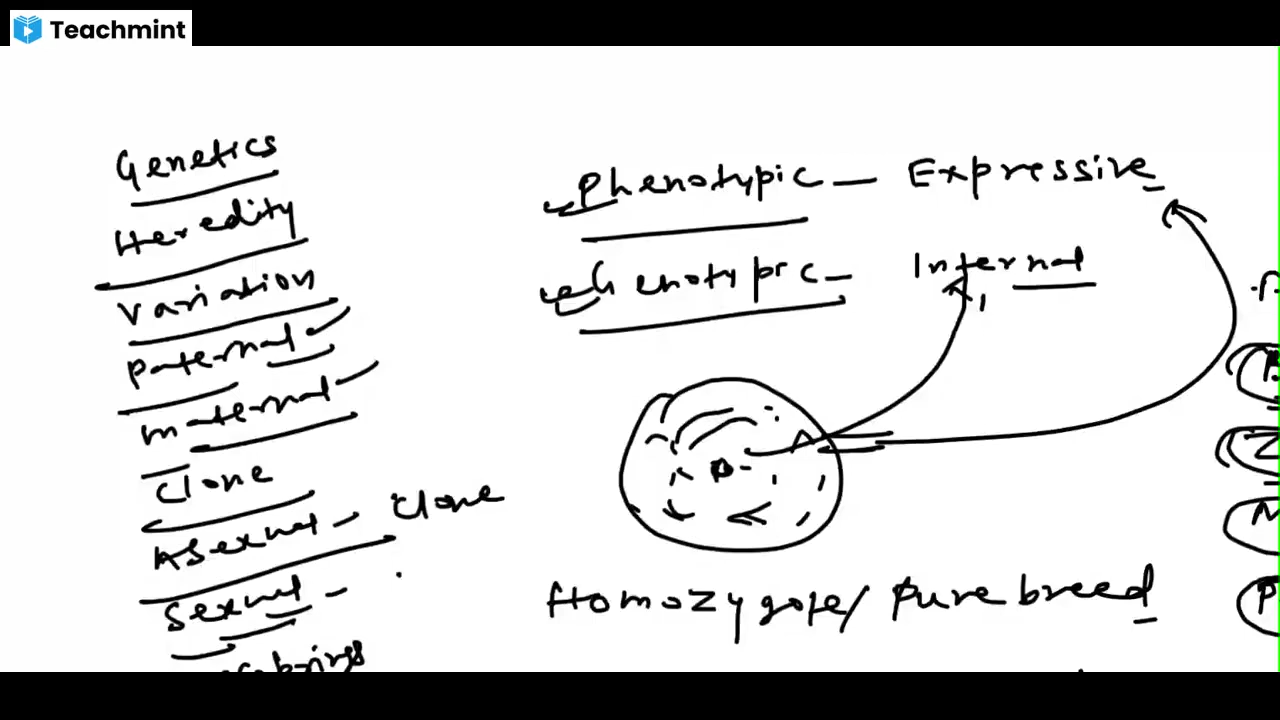 Teachmint
Genetics
Heredity
Variation
Paternal
Maternal
Clone
Asexual - Clone
Sexual -
Phenotypic - Expressive
Genotypic - Internal
Homozygote/ Pure breed